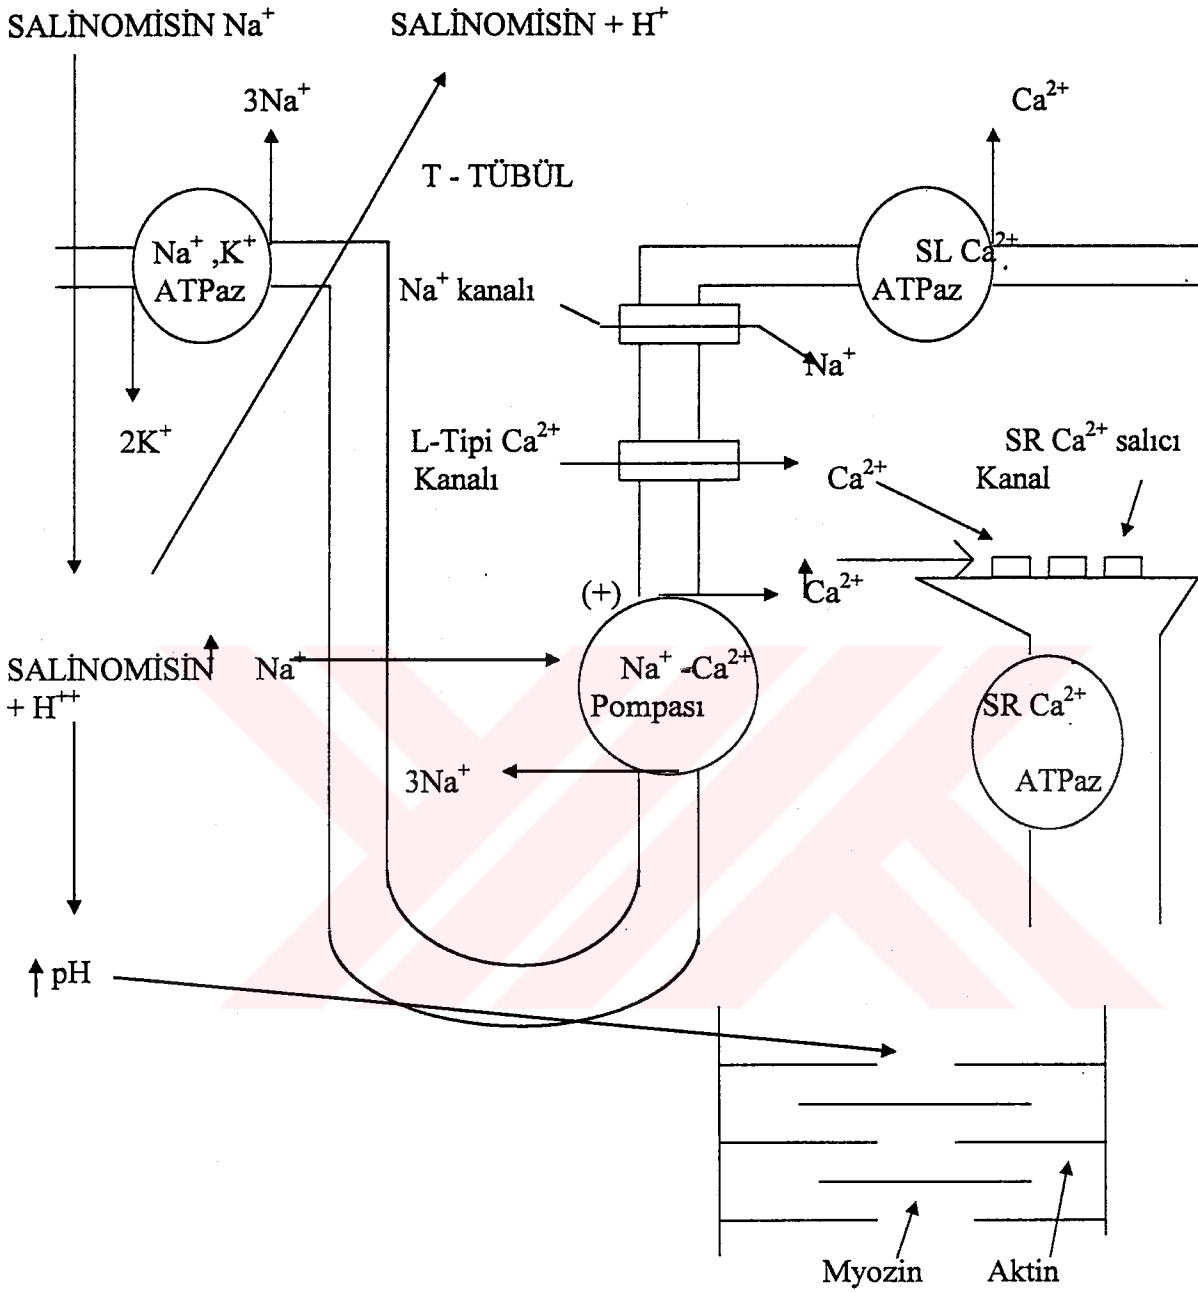 SALİNOMİSİN Na⁺
SALİNOMİSİN + H⁺
3Na⁺
Ca²⁺
T - TÜBÜL
Na⁺ ,K⁺
ATPaz
SL Ca²⁺
ATPaz
Na⁺ kanalı
Na⁺
2K⁺
L-Tipi Ca²⁺
Kanalı
SR Ca²⁺ salıcı
Kanal
Ca²⁺
(+)
Ca²⁺
SALİNOMİSİN
+ H⁺⁺
Na⁺
Na⁺ -Ca²⁺
Pompası
SR Ca²⁺
ATPaz
3Na⁺
pH
Myozin
Aktin